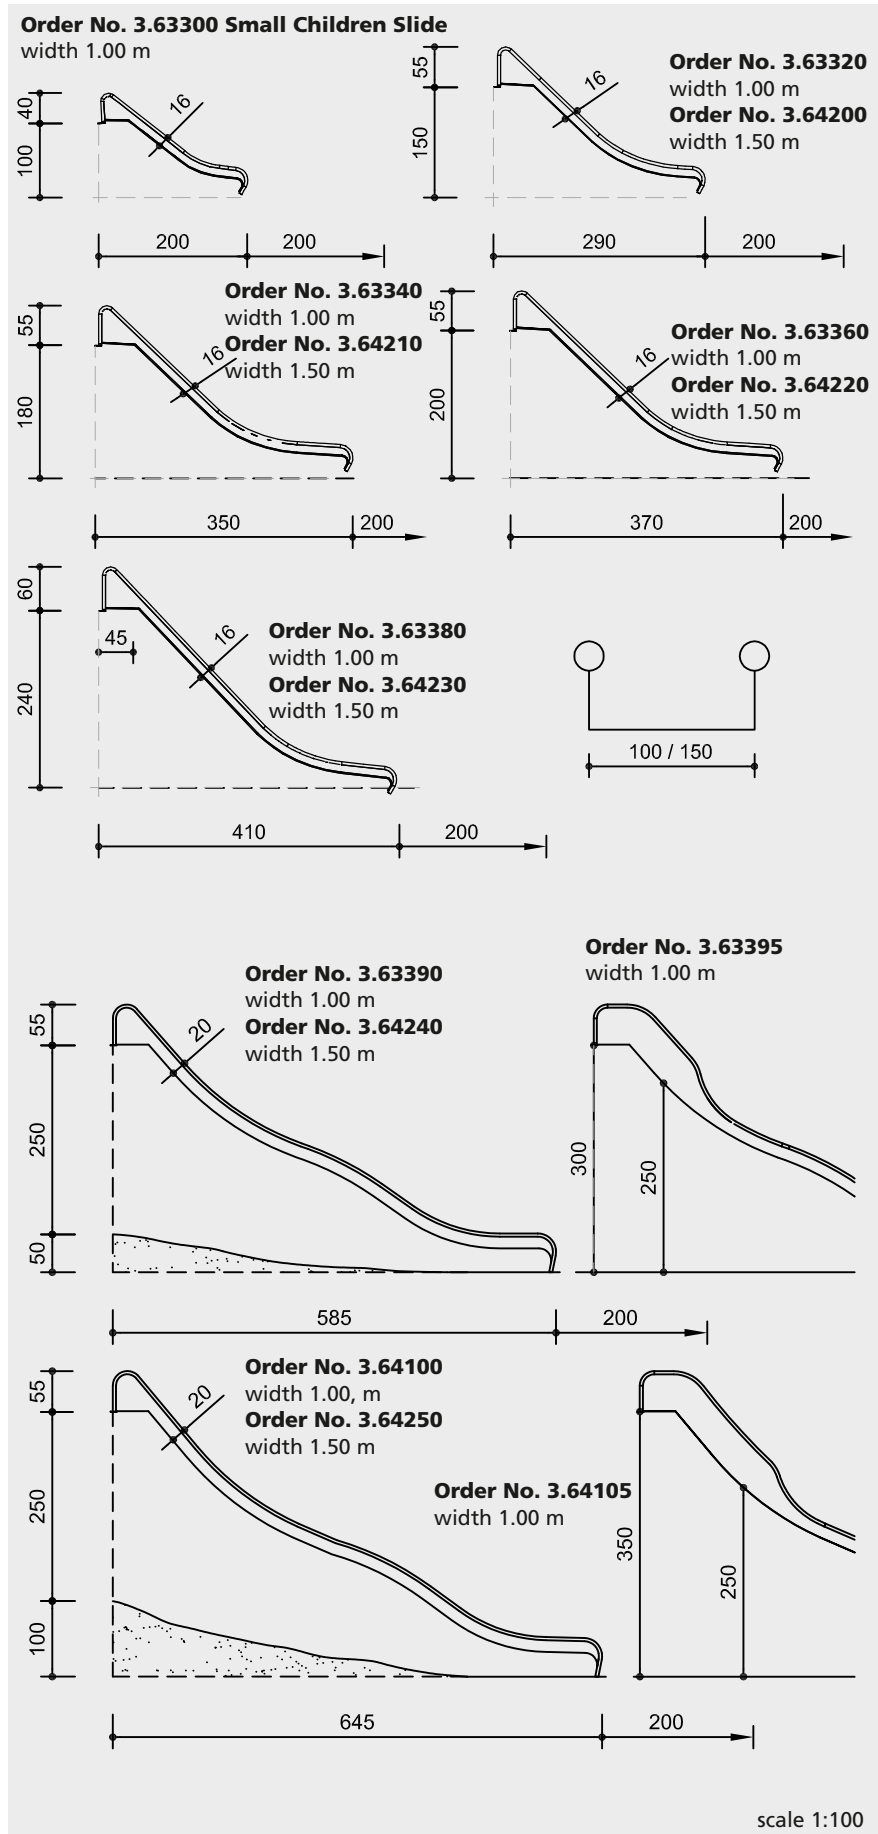 Order No. 3.63300 Small Children Slide
width 1.00 m
40
100
16
200
200
55
150
16
Order No. 3.63320
width 1.00 m
Order No. 3.64200
width 1.50 m
290
200
55
180
16
Order No. 3.63340
width 1.00 m
Order No. 3.64210
width 1.50 m
350
200
55
200
16
Order No. 3.63360
width 1.00 m
Order No. 3.64220
width 1.50 m
370
200
60
240
45
16
Order No. 3.63380
width 1.00 m
Order No. 3.64230
width 1.50 m
410
200
100 / 150
Order No. 3.63390
width 1.00 m
Order No. 3.64240
width 1.50 m
55
250
50
20
585
200
Order No. 3.63395
width 1.00 m
300
250
Order No. 3.64100
width 1.00, m
Order No. 3.64250
width 1.50 m
55
250
100
20
645
200
Order No. 3.64105
width 1.00 m
350
250
scale 1:100